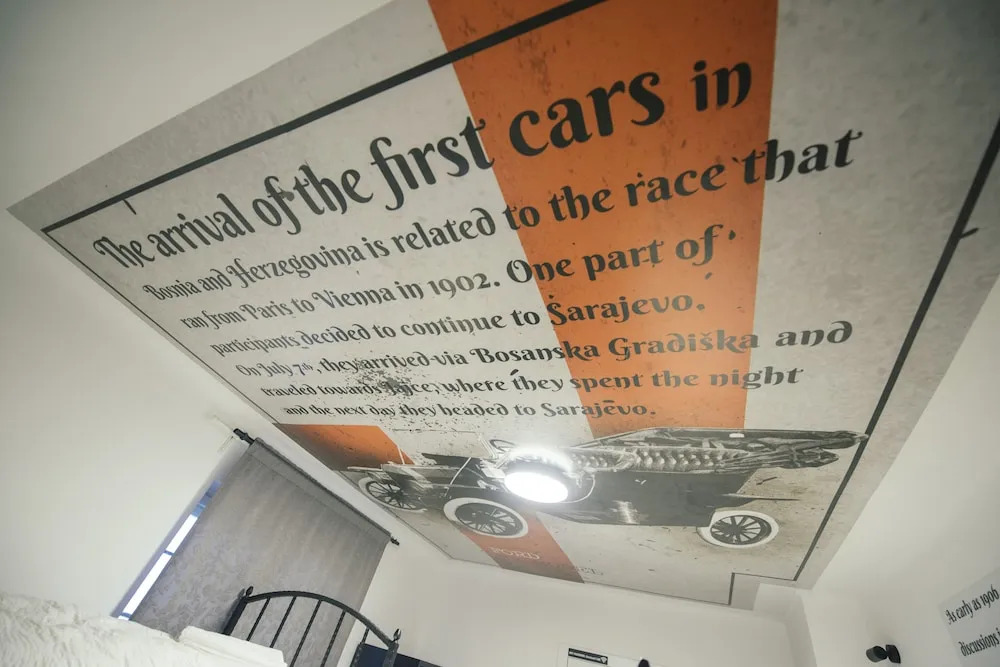 The arrival of the first cars in
Bosnia and Herzegovina is related to the race that
ran from Paris to Vienna in 1902. One part of
participants decided to continue to Sarajevo.
On July 7th, they arrived via Bosanska Gradiška and
traveled towards Jajce, where they spent the night
and the next day they headed to Sarajevo.
FORD
As early as 1906
discussions